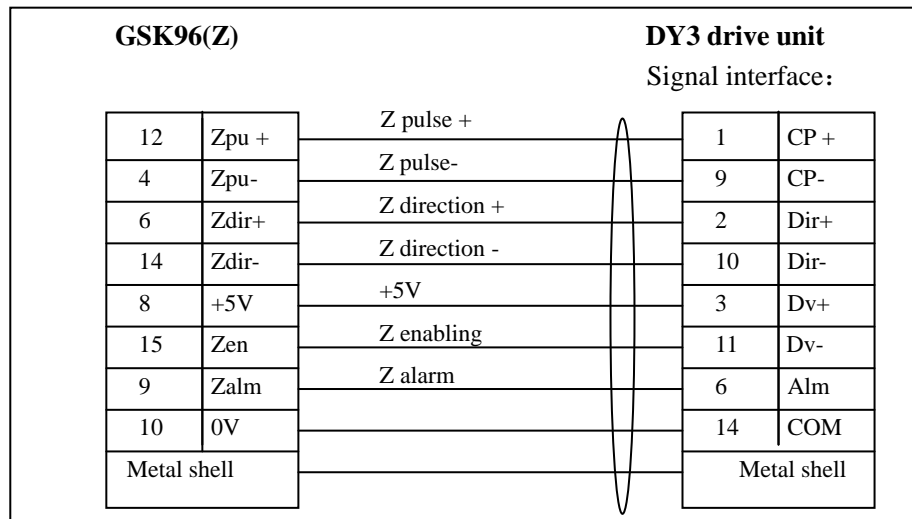 GSK96(Z) DY3 drive unit
Signal interface：
12 Zpu + Z pulse + 1 CP +
4 Zpu- Z pulse- 9 CP-
6 Zdir+ Z direction + 2 Dir+
14 Zdir- Z direction - 10 Dir-
8 +5V +5V 3 Dv+
15 Zen Z enabling 11 Dv-
9 Zalm Z alarm 6 Alm
10 0V 14 COM
Metal shell Metal shell